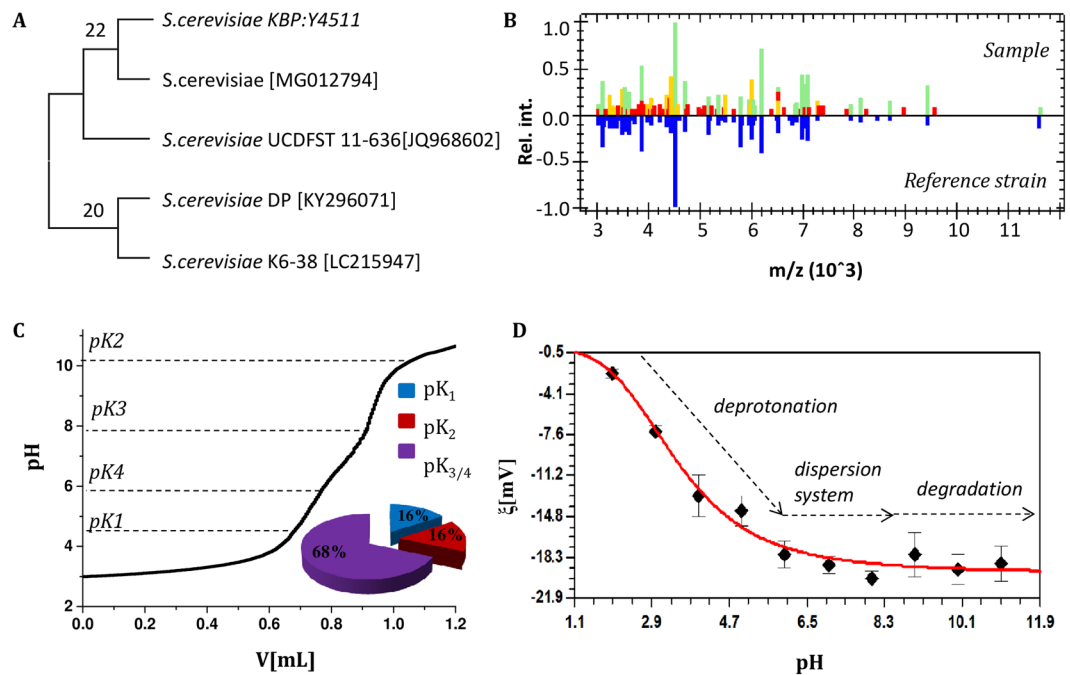 A
22
S.cerevisiae KBP:Y4511
S.cerevisiae [MG012794]
S.cerevisiae UCDFST 11-636[JQ968602]
20
S.cerevisiae DP [KY296071]
S.cerevisiae K6-38 [LC215947]
B
Rel. int.
1.0
0.5
0.0
-0.5
-1.0
Sample
Reference strain
3 4 5 6 7 8 9 10 11
m/z (10^3)
C
pH
10
8
6
4
2
pK2
pK3
pK4
pK1
pK1
pK2
pK3/4
16%
16%
68%
0.0 0.2 0.4 0.6 0.8 1.0 1.2
V[mL]
D
ξ[mV]
-0.5
-4.1
-7.6
-11.2
-14.8
-18.3
-21.9
deprotonation
dispersion
system
degradation
1.1 2.9 4.7 6.5 8.3 10.1 11.9
pH